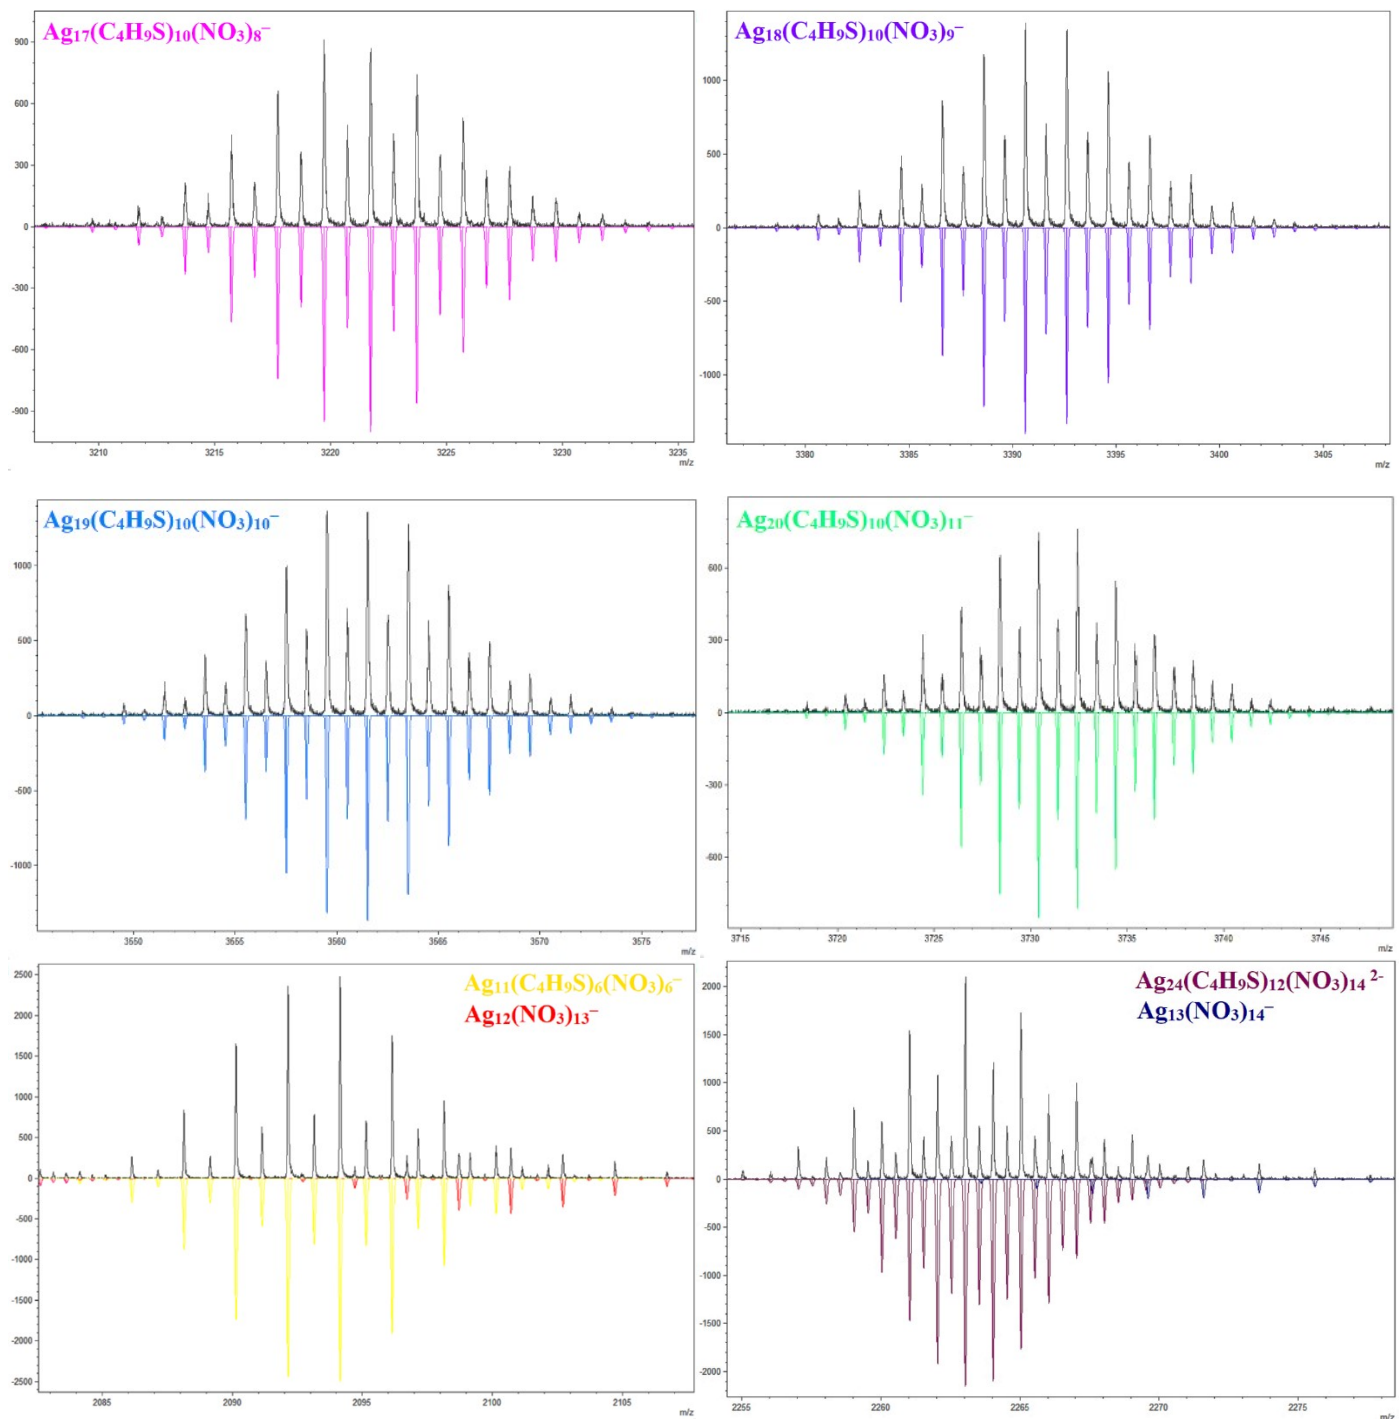 Ag₁₇(C₄H₉S)₁₀(NO₃)₈⁻
900
600
300
0
-300
-600
-900
3210 3215 3220 3225 3230 3235
m/z
Ag₁₈(C₄H₉S)₁₀(NO₃)₉⁻
1000
500
0
-500
-1000
3380 3385 3390 3395 3400 3405
m/z
Ag₁₉(C₄H₉S)₁₀(NO₃)₁₀⁻
1000
500
0
-500
-1000
3550 3555 3560 3565 3570 3575
m/z
Ag₂₀(C₄H₉S)₁₀(NO₃)₁₁⁻
600
300
0
-300
-600
3715 3720 3725 3730 3735 3740 3745
m/z
Ag₁₁(C₄H₉S)₆(NO₃)₆⁻
Ag₁₂(NO₃)₁₃⁻
2500
2000
1500
1000
500
0
-500
-1000
-1500
-2000
-2500
2085 2090 2095 2100 2105
m/z
Ag₂₄(C₄H₉S)₁₂(NO₃)₁₄ ²⁻
Ag₁₃(NO₃)₁₄⁻
2000
1500
1000
500
0
-500
-1000
-1500
-2000
2255 2260 2265 2270 2275
m/z